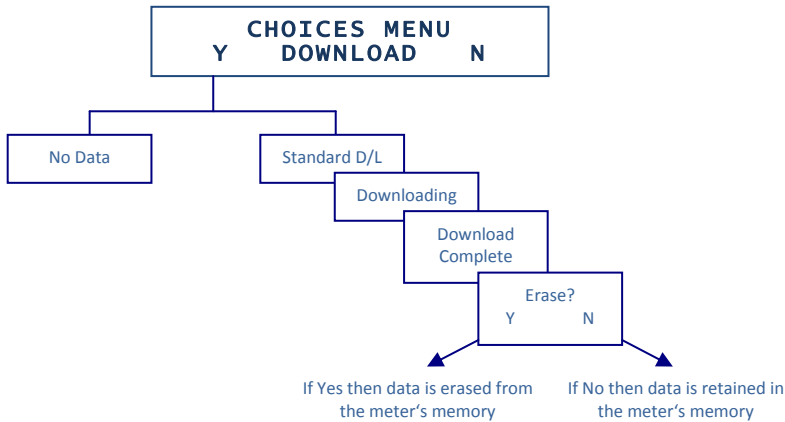 CHOICES MENU
Y DOWNLOAD N
No Data
Standard D/L
Downloading
Download
Complete
Erase?
Y N
If Yes then data is erased from
the meter‘s memory
If No then data is retained in
the meter‘s memory